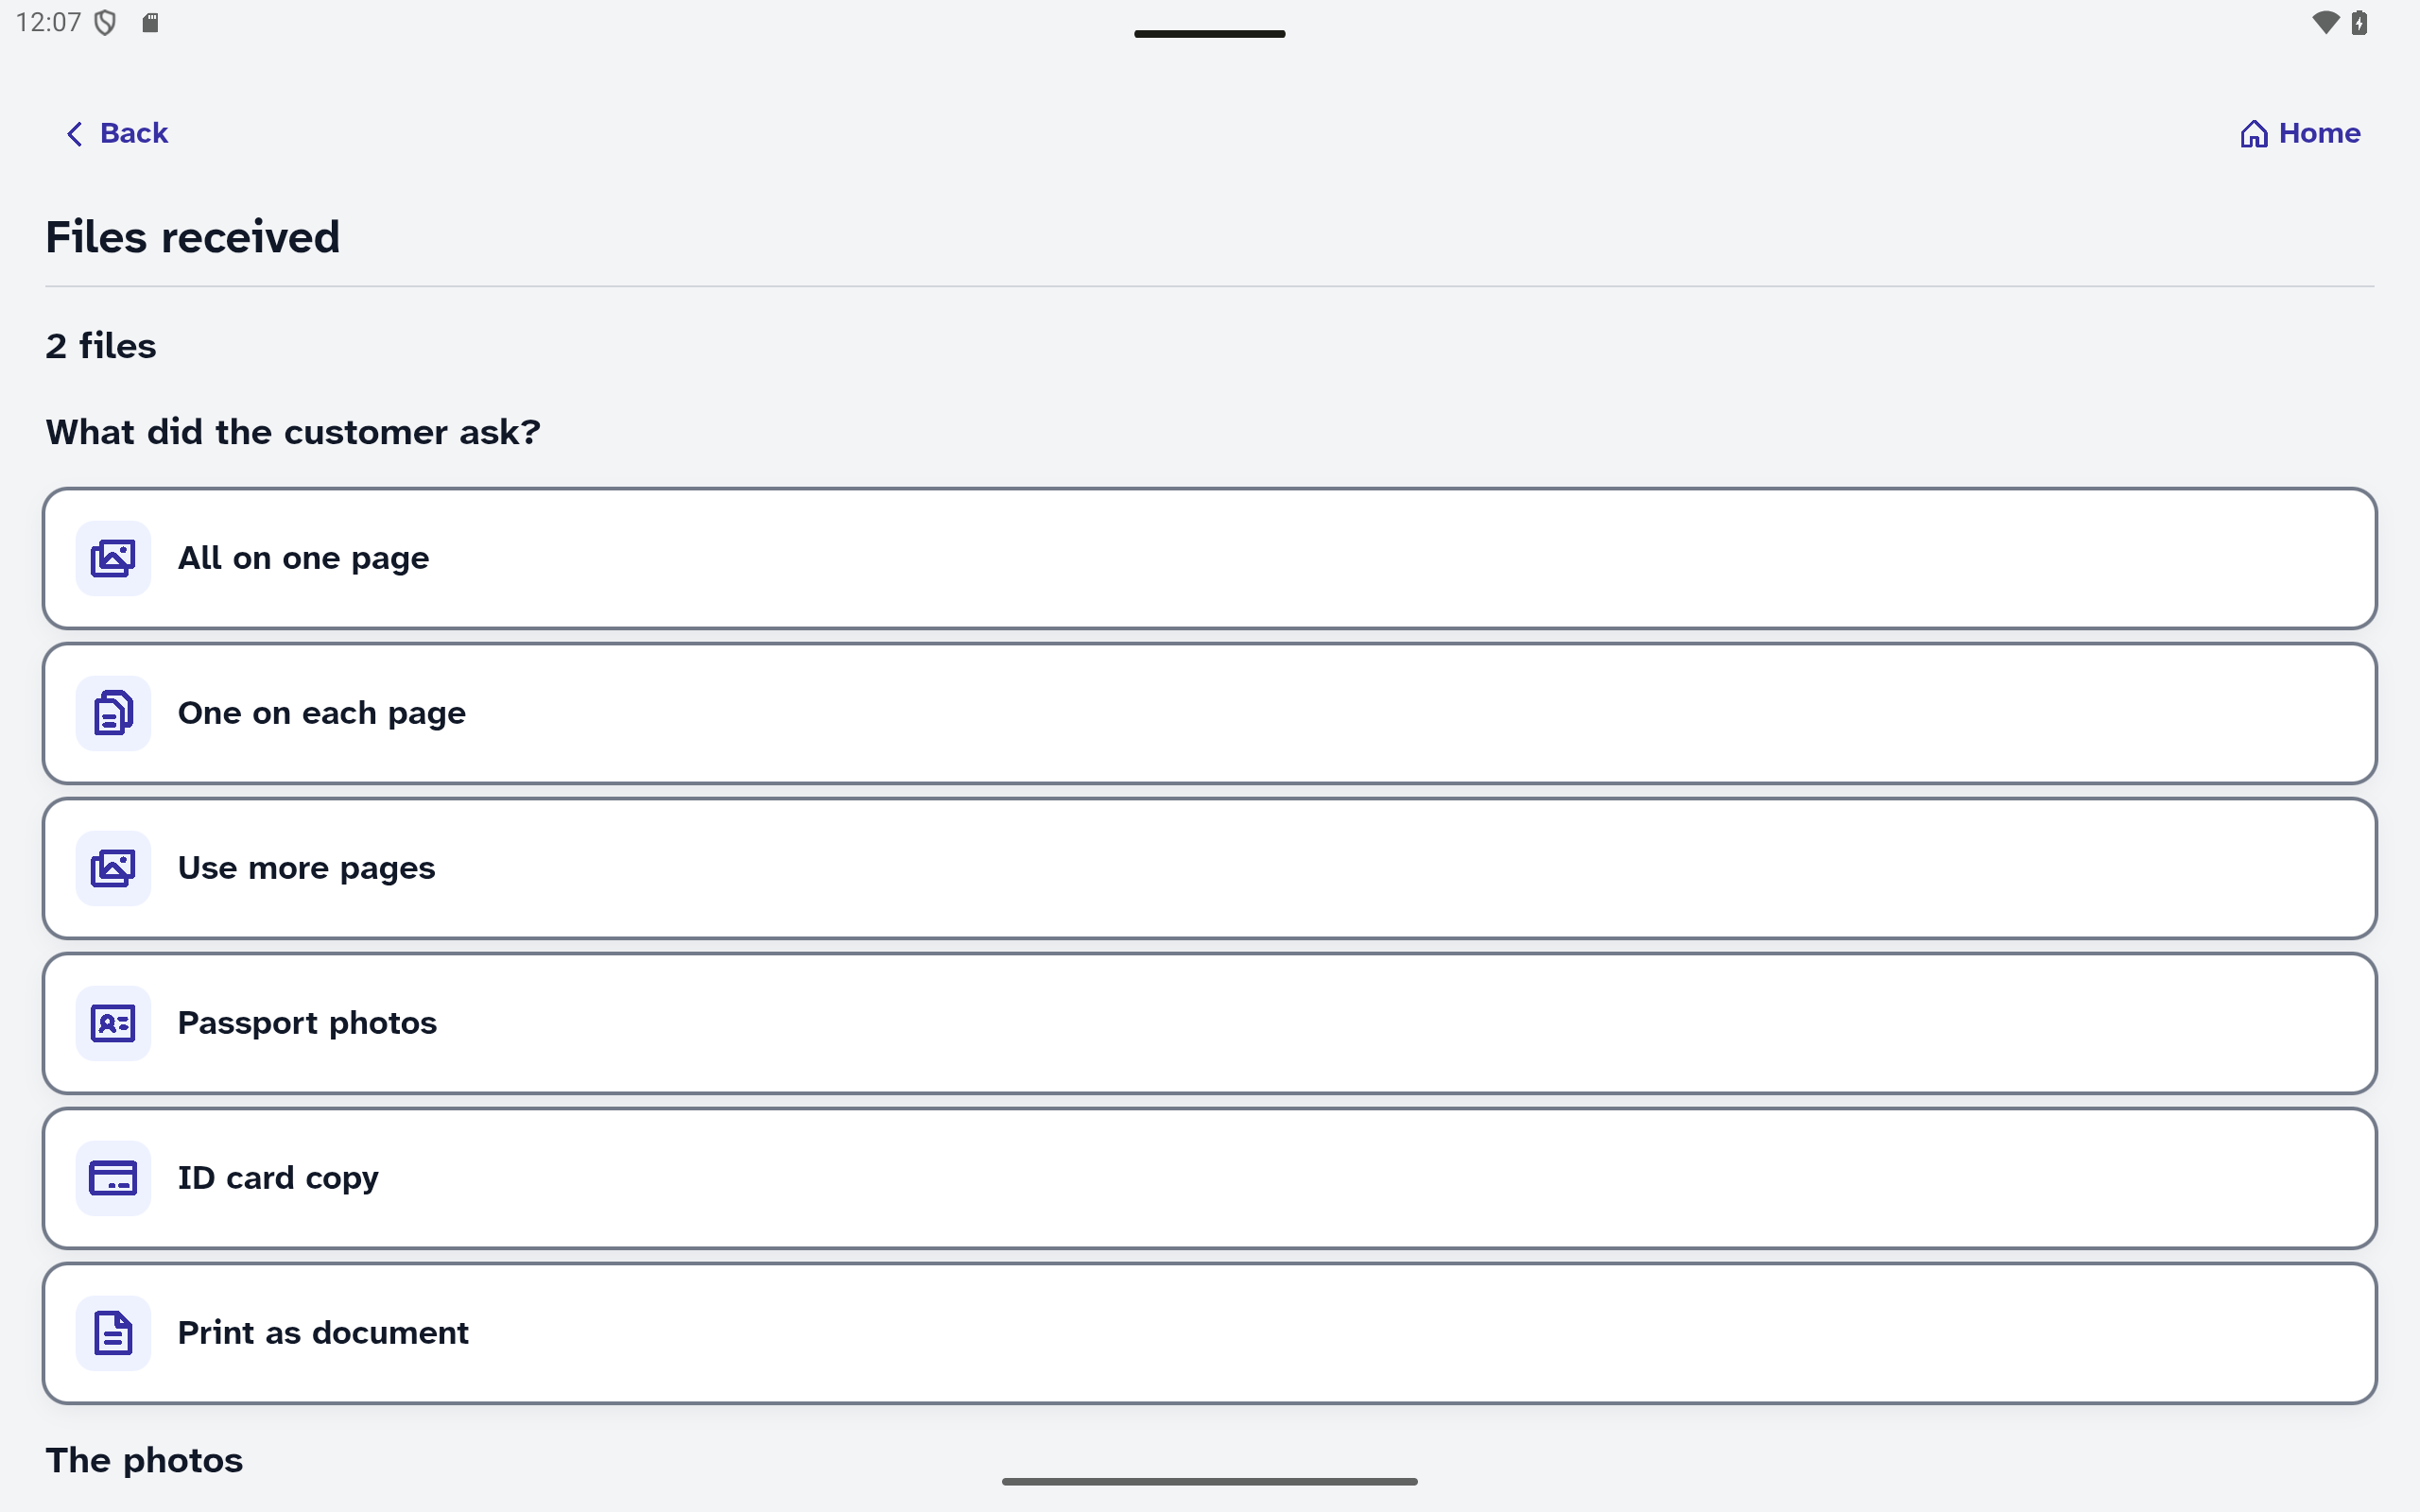 12:07
Back
Home
Files received
2 files
What did the customer ask?
All on one page
One on each page
Use more pages
Passport photos
ID card copy
Print as document
The photos